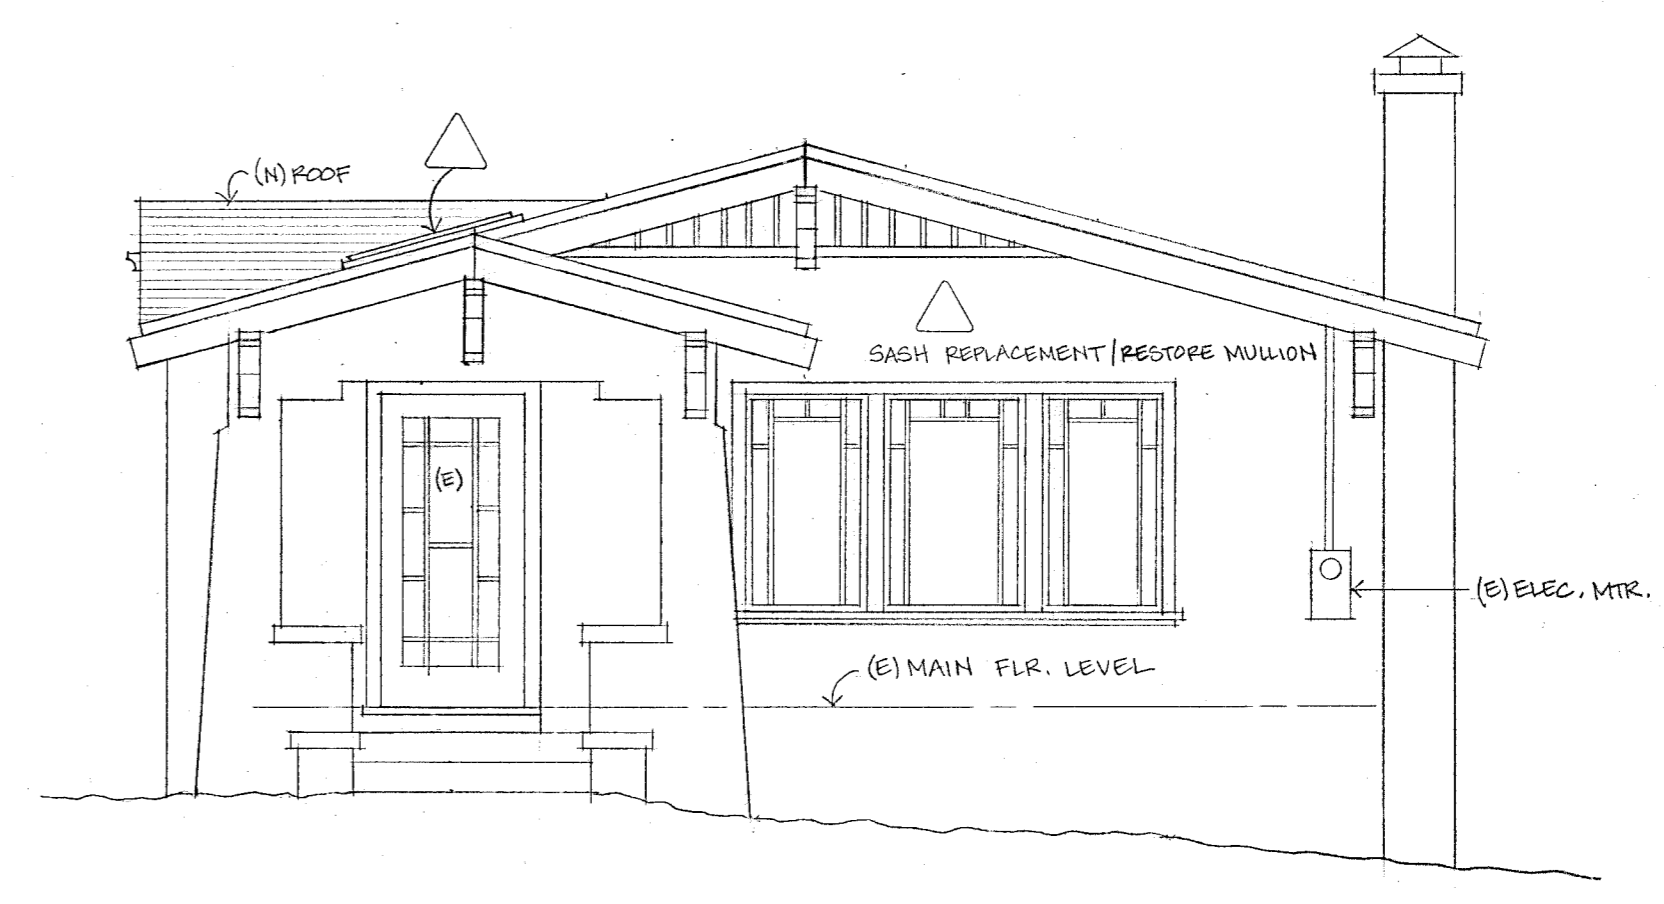 (N) ROOF
SASH REPLACEMENT/RESTORE MULLION
(E)
(E) ELEC. MTR.
(E) MAIN FLR. LEVEL